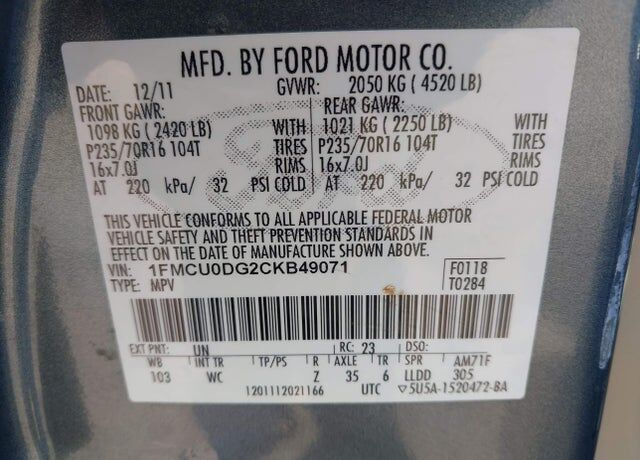 MFD. BY FORD MOTOR CO.
DATE: 12/11 GVWR: 2050 KG ( 4520 LB)
FRONT GAWR: REAR GAWR:
1098 KG ( 2420 LB) WITH 1021 KG ( 2250 LB) WITH
P235/70R16 104T TIRES P235/70R16 104T TIRES
16x7.0J RIMS 16x7.0J RIMS
AT 220 kPa/ 32 PSI COLD AT 220 kPa/ 32 PSI COLD
Ford
THIS VEHICLE CONFORMS TO ALL APPLICABLE FEDERAL MOTOR
VEHICLE SAFETY AND THEFT PREVENTION STANDARDS IN
EFFECT ON THE DATE OF MANUFACTURE SHOWN ABOVE.
VIN: 1FMCU0DG2CKB49071 F0118
TYPE: MPV T0284
EXT PNT: UN RC: 23 DSO:
WB INT TR TP/PS R AXLE TR SPR AM71F
103 WC Z 35 6 LLDD 305
1201112021166 UTC ▽5U5A-1520472-BA